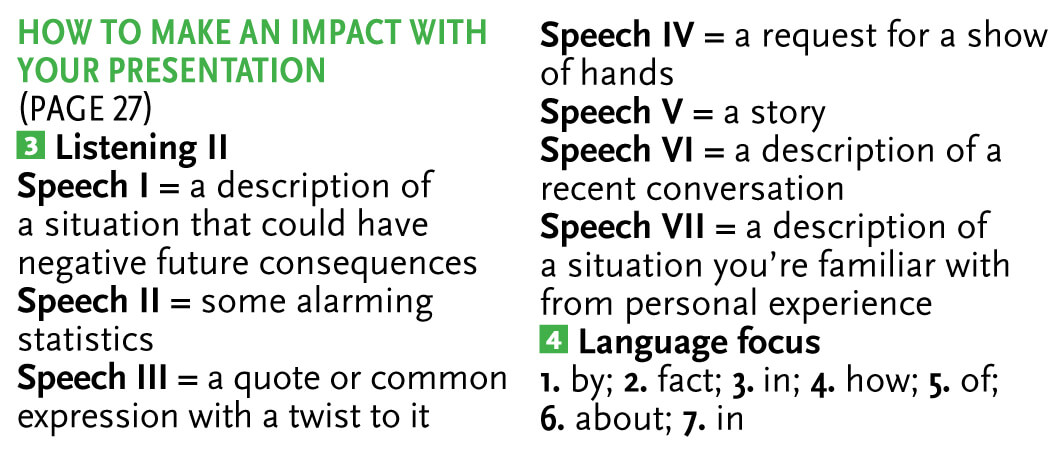 HOW TO MAKE AN IMPACT WITH
YOUR PRESENTATION
(PAGE 27)
3 Listening II
Speech I = a description of
a situation that could have
negative future consequences
Speech II = some alarming
statistics
Speech III = a quote or common
expression with a twist to it
Speech IV = a request for a show
of hands
Speech V = a story
Speech VI = a description of a
recent conversation
Speech VII = a description of
a situation you’re familiar with
from personal experience
4 Language focus
1. by; 2. fact; 3. in; 4. how; 5. of;
6. about; 7. in